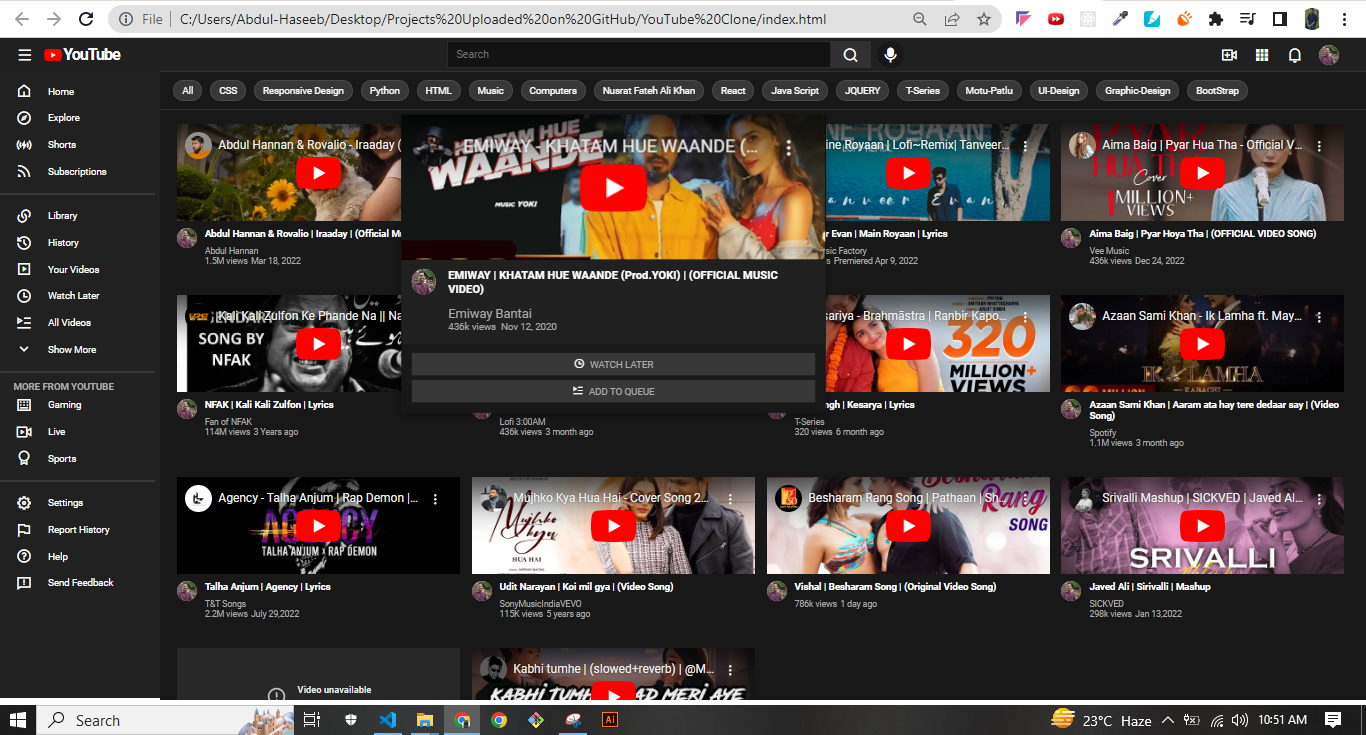 File | C:/Users/Abdul-Haseeb/Desktop/Projects%20Uploaded%20on%20GitHub/YouTube%20Clone/index.html
YouTube
Search
Home
Explore
Shorts
Subscriptions
Library
History
Your Videos
Watch Later
All Videos
Show More
MORE FROM YOUTUBE
Gaming
Live
Sports
Settings
Report History
Help
Send Feedback
All CSS Responsive Design Python HTML Music Computers Nusrat Fateh Ali Khan React Java Script JQUERY T-Series Motu-Patlu UI-Design Graphic-Design BootStrap
Abdul Hannan & Rovalio - Iraaday (
Abdul Hannan & Rovalio | Iraaday | (Official M
Abdul Hannan
1.5M views Mar 18, 2022
EMIWAY - KHATAM HUE WAANDE (...
EMIATAM HUE
WAANDE
MUSIC YOKI
EMIWAY | KHATAM HUE WAANDE (Prod.YOKI) | (OFFICIAL MUSIC
VIDEO)
Emiway Bantai
436k views Nov 12, 2020
WATCH LATER
ADD TO QUEUE
ine Royaan | Lofi~Remix| Tanveer...
r Evan | Main Royaan | Lyrics
sic Factory
s Premiered Apr 9, 2022
Aima Baig | Pyar Hua Tha - Official V...
PYAR
HUA THA
Cover
1 MILLION+
VIEWS
Aima Baig | Pyar Hoya Tha | (OFFICIAL VIDEO SONG)
Vee Music
436k views Dec 24, 2022
Kali Kali Zulfon Ke Phande Na || Na
SONG BY
NFAK
NFAK | Kali Kali Zulfon | Lyrics
Fan of NFAK
114M views 3 Years ago
Lofi 3:00AM
436k views 3 month ago
sariya - Brahmāstra | Ranbir Kapo...
320
MILLION+
VIEWS
ngh | Kesarya | Lyrics
T-Series
320 views 6 month ago
Azaan Sami Khan - Ik Lamha ft. May...
IK LAMHA
Azaan Sami Khan | Aaram ata hay tere dedaar say | (Video
Song)
Spotify
1.1M views 3 month ago
Agency - Talha Anjum | Rap Demon |...
AGENCY
TALHA ANJUM x RAP DEMON
Talha Anjum | Agency | Lyrics
T&T Songs
2.2M views July 29,2022
Mujhko Kya Hua Hai - Cover Song 2...
Mujhko
Kya
HUA HAI
Udit Narayan | Koi mil gya | (Video Song)
SonyMusicIndiaVEVO
115K views 5 years ago
Besharam Rang Song | Pathaan | Sh...
Rang
SONG
Vishal | Besharam Song | (Original Video Song)
786k views 1 day ago
Srivalli Mashup | SICKVED | Javed Al...
SRIVALLI
Javed Ali | Sirivalli | Mashup
SICKVED
298k views Jan 13,2022
Video unavailable
Kabhi tumhe | (slowed+reverb) | @M...
KABHI TUMHE YAAD MERI AYE
Search
Ai
23°C Haze
10:51 AM